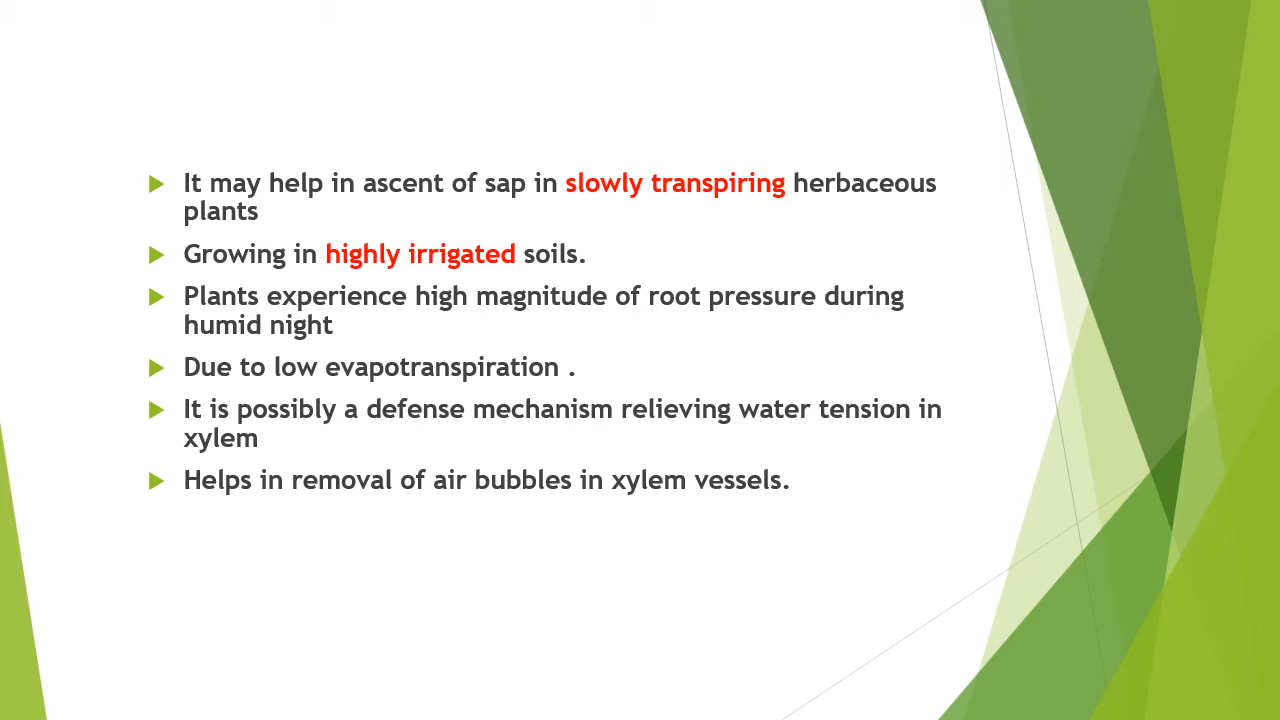 It may help in ascent of sap in slowly transpiring herbaceous
plants
Growing in highly irrigated soils.
Plants experience high magnitude of root pressure during
humid night
Due to low evapotranspiration .
It is possibly a defense mechanism relieving water tension in
xylem
Helps in removal of air bubbles in xylem vessels.